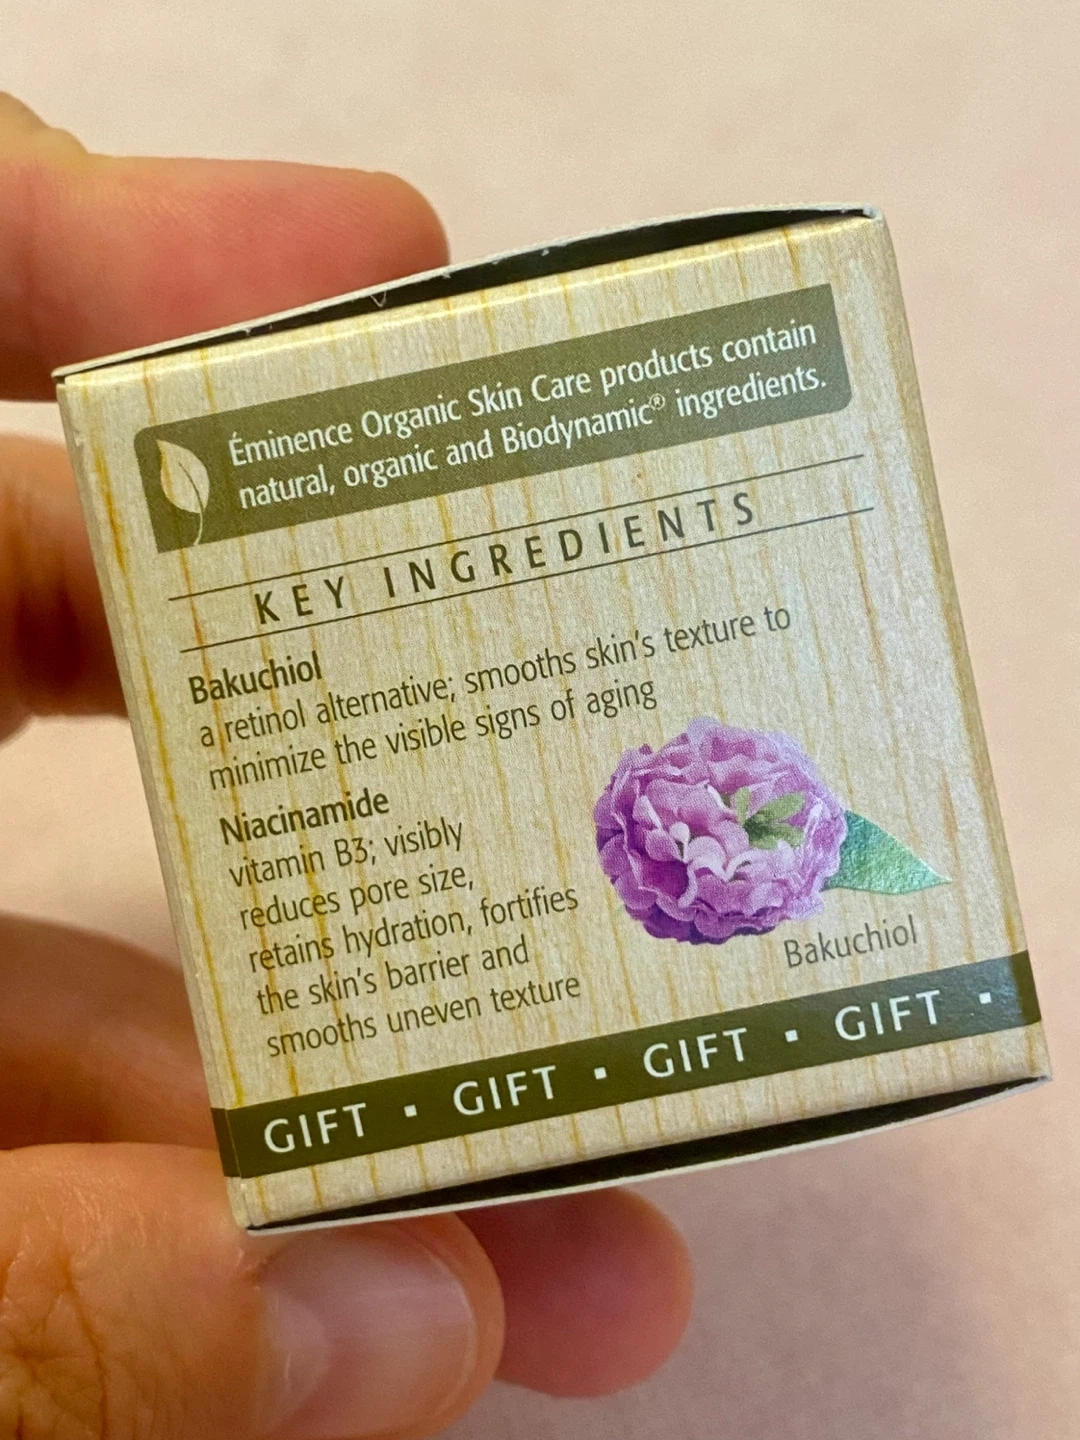 Éminence Organic Skin Care products contain
natural, organic and Biodynamic® ingredients.
KEY INGREDIENTS
Bakuchiol
a retinol alternative; smooths skin's texture to
minimize the visible signs of aging
Niacinamide
vitamin B3; visibly
reduces pore size,
retains hydration, fortifies
the skin's barrier and
smooths uneven texture
Bakuchiol
GIFT ▪ GIFT ▪ GIFT ▪ GIFT ▪